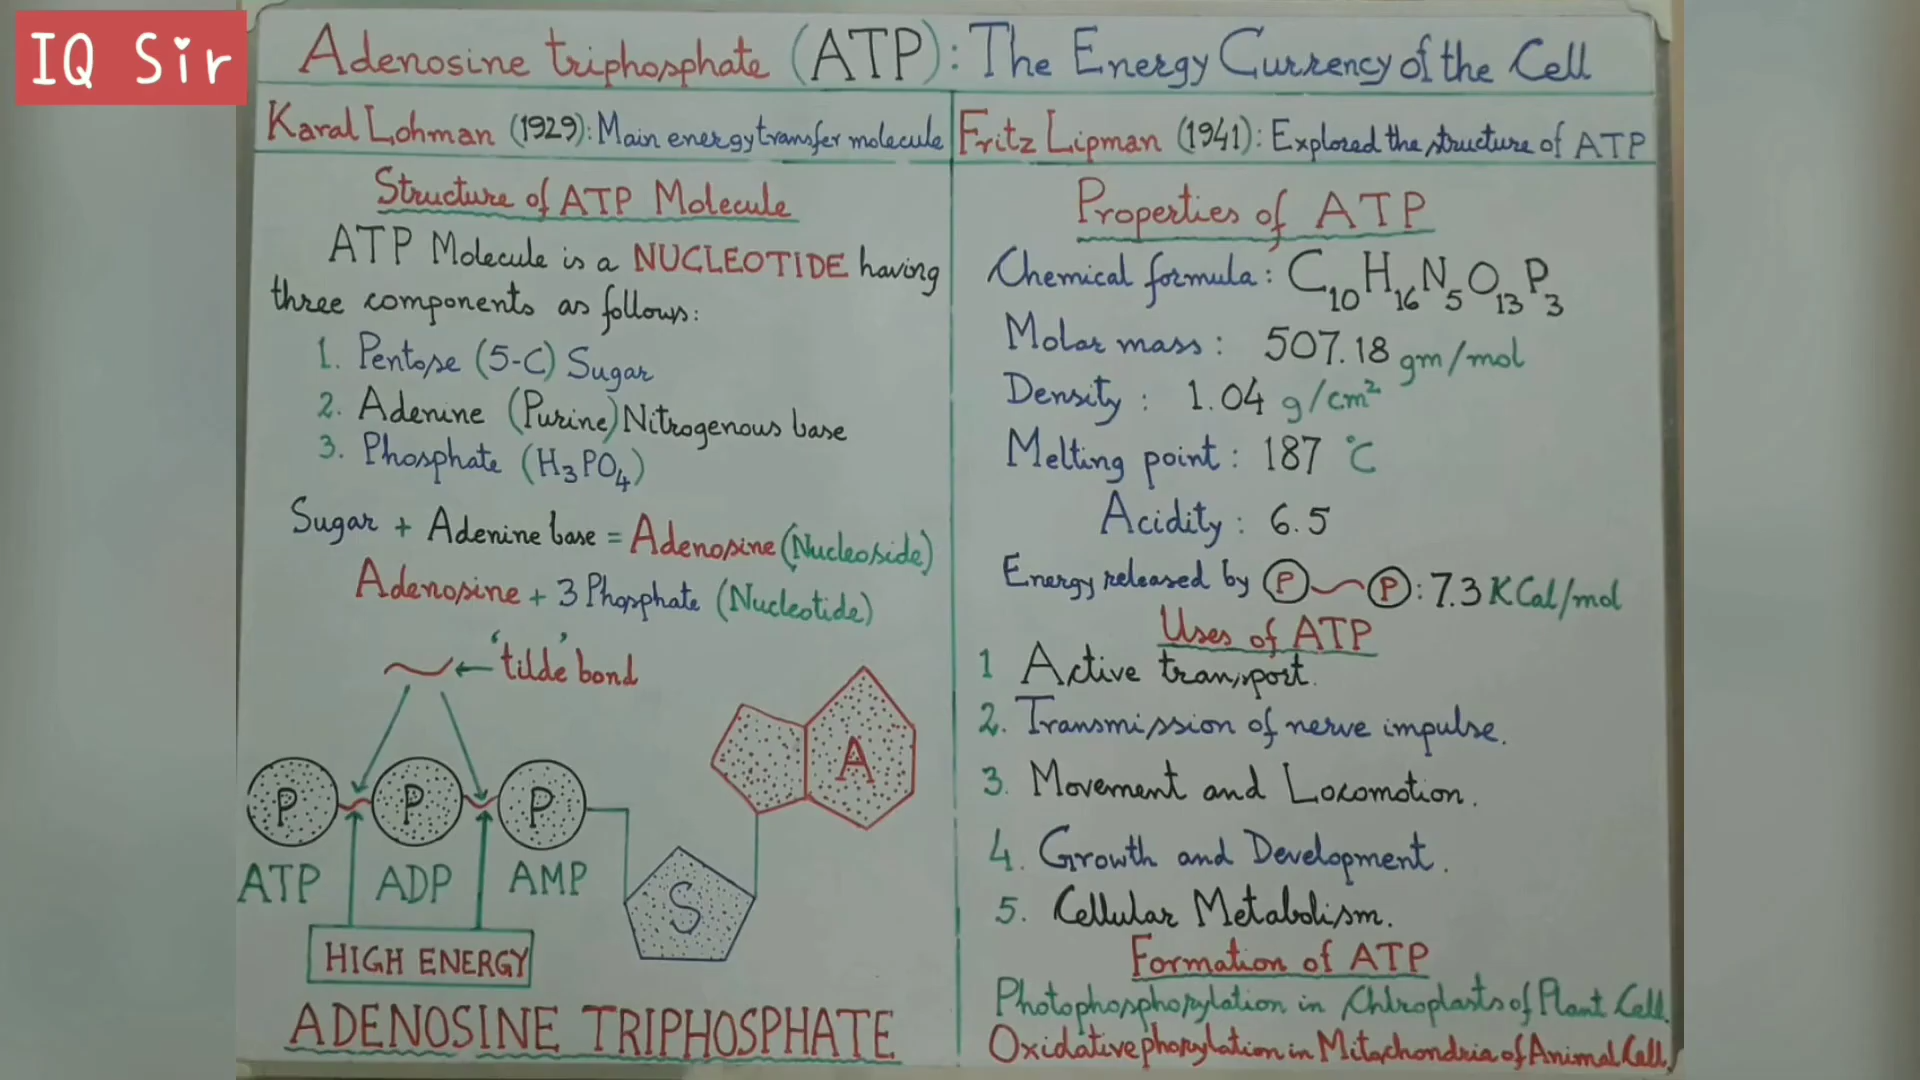 IQ Sir
Adenosine triphosphate (ATP): The Energy Currency of the Cell
Karal Lohman (1929): Main energy transfer molecule
Fritz Lipman (1941): Explored the structure of ATP
Structure of ATP Molecule
ATP Molecule is a NUCLEOTIDE having
three components as follows:
1. Pentose (5-C) Sugar
2. Adenine (Purine) Nitrogenous base
3. Phosphate (H₃PO₄)
Sugar + Adenine base = Adenosine (Nucleoside)
Adenosine + 3 Phosphate (Nucleotide)
~ ← 'tilde' bond
P ~ P ~ P
A
S
ATP ADP AMP
HIGH ENERGY
ADENOSINE TRIPHOSPHATE
Properties of ATP
Chemical formula: C₁₀H₁₆N₅O₁₃P₃
Molar mass: 507.18 gm/mol
Density: 1.04 g/cm²
Melting point: 187 °C
Acidity: 6.5
Energy released by P~P: 7.3 KCal/mol
Uses of ATP
1 Active transport.
2. Transmission of nerve impulse.
3. Movement and Locomotion.
4. Growth and Development.
5. Cellular Metabolism.
Formation of ATP
Photophosphorylation in Chloroplasts of Plant Cell.
Oxidative phorylation in Mitochondria of Animal Cell.